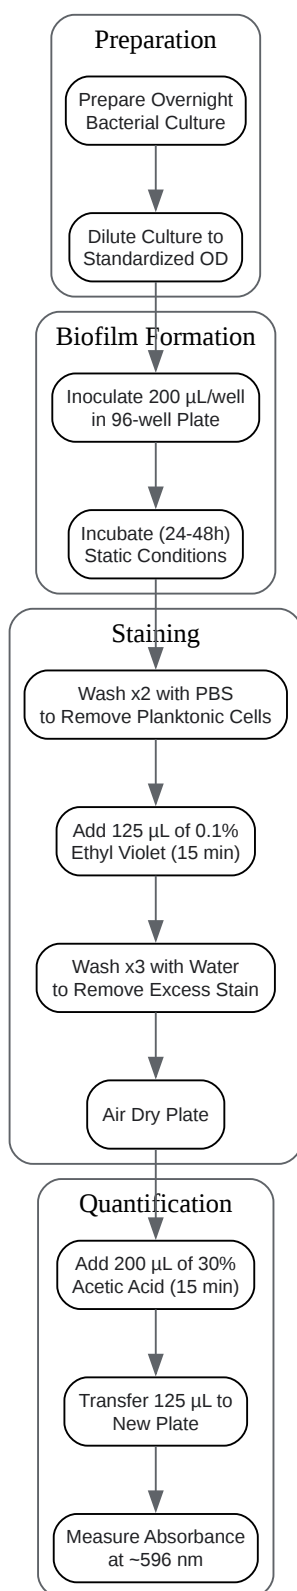 Preparation
Prepare Overnight
Bacterial Culture
Dilute Culture to
Standardized OD
Biofilm Formation
Inoculate 200 µL/well
in 96-well Plate
Incubate (24-48h)
Static Conditions
Staining
Wash x2 with PBS
to Remove Planktonic Cells
Add 125 µL of 0.1%
Ethyl Violet (15 min)
Wash x3 with Water
to Remove Excess Stain
Air Dry Plate
Quantification
Add 200 µL of 30%
Acetic Acid (15 min)
Transfer 125 µL to
New Plate
Measure Absorbance
at ~596 nm